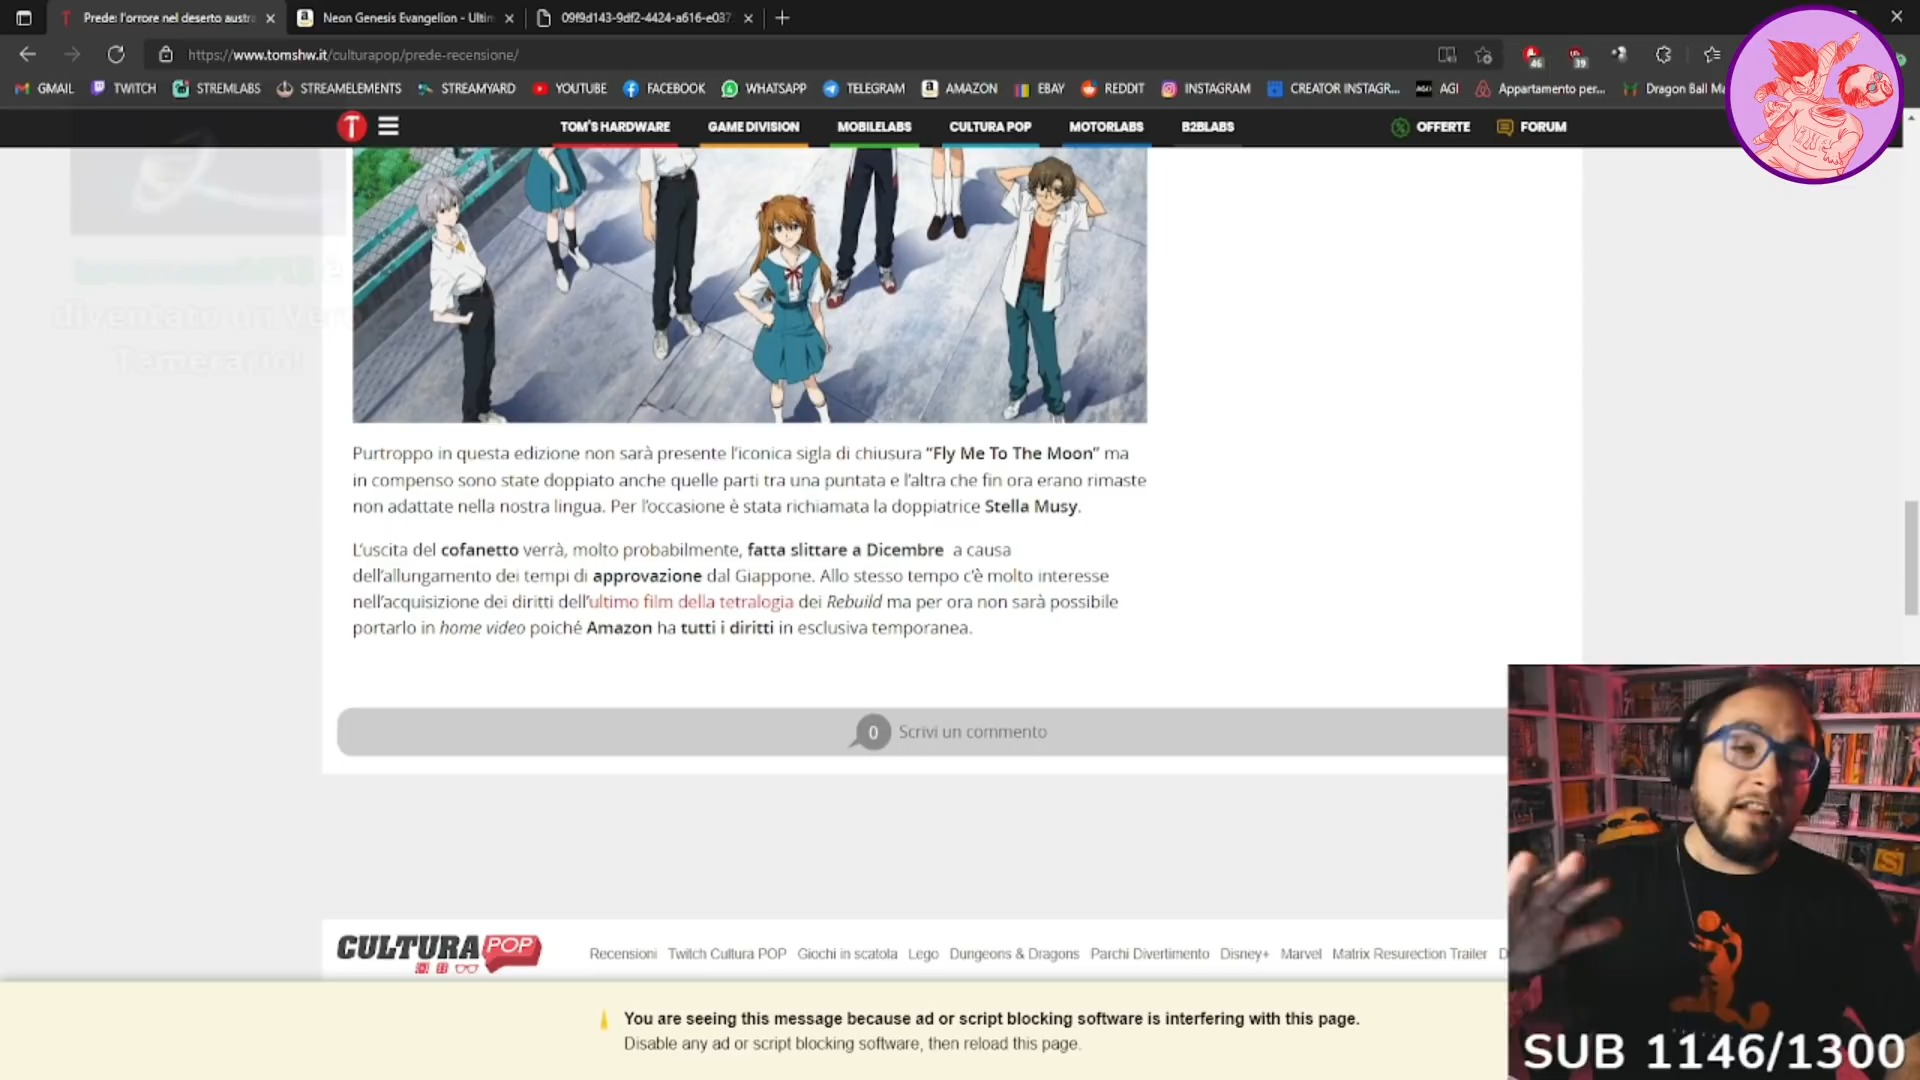 Prede: l'orrore nel deserto austra
Neon Genesis Evangelion - Ultim
09f9d143-9df2-4424-a616-e037
https://www.tomshw.it/culturapop/prede-recensione/
46
39
GMAIL
TWITCH
STREMLABS
STREAMELEMENTS
STREAMYARD
YOUTUBE
FACEBOOK
WHATSAPP
TELEGRAM
AMAZON
EBAY
REDDIT
INSTAGRAM
CREATOR INSTAGR...
AGI
Appartamento per...
Dragon Ball Ma
TOM'S HARDWARE
GAME DIVISION
MOBILELABS
CULTURA POP
MOTORLABS
B2BLABS
OFFERTE
FORUM
diventato un Vero
Tamerarini
Purtroppo in questa edizione non sarà presente l'iconica sigla di chiusura “Fly Me To The Moon” ma
in compenso sono state doppiato anche quelle parti tra una puntata e l'altra che fin ora erano rimaste
non adattate nella nostra lingua. Per l'occasione è stata richiamata la doppiatrice Stella Musy.
L'uscita del cofanetto verrà, molto probabilmente, fatta slittare a Dicembre a causa
dell'allungamento dei tempi di approvazione dal Giappone. Allo stesso tempo c'è molto interesse
nell'acquisizione dei diritti dell'ultimo film della tetralogia dei Rebuild ma per ora non sarà possibile
portarlo in home video poiché Amazon ha tutti i diritti in esclusiva temporanea.
0 Scrivi un commento
CULTURA POP
Recensioni
Twitch Cultura POP
Giochi in scatola
Lego
Dungeons & Dragons
Parchi Divertimento
Disney+
Marvel
Matrix Resurection Trailer
D
You are seeing this message because ad or script blocking software is interfering with this page.
Disable any ad or script blocking software, then reload this page.
SUB 1146/1300